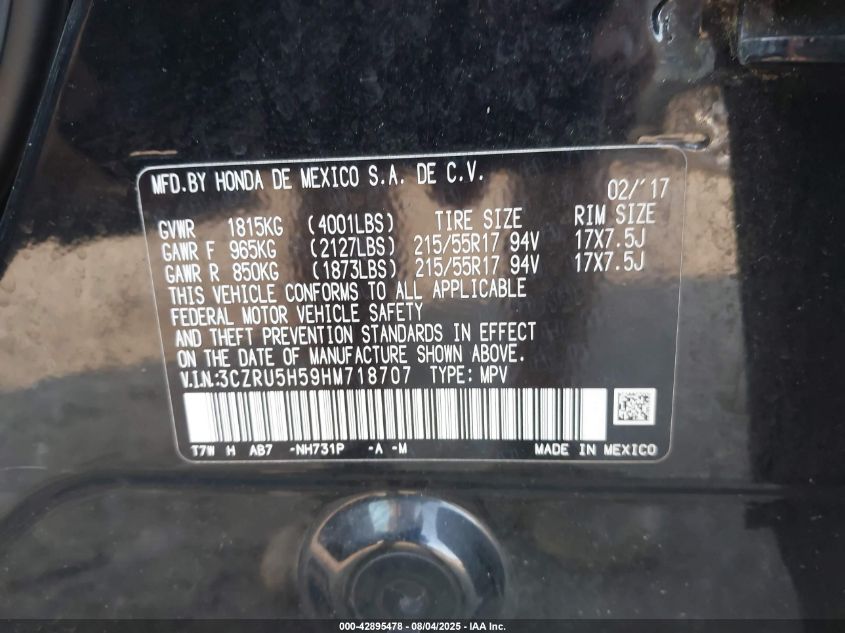 MFD.BY HONDA DE MEXICO S.A. DE C.V.
02/'17
GVWR 1815KG (4001LBS) TIRE SIZE RIM SIZE
GAWR F 965KG (2127LBS) 215/55R17 94V 17X7.5J
GAWR R 850KG (1873LBS) 215/55R17 94V 17X7.5J
THIS VEHICLE CONFORMS TO ALL APPLICABLE
FEDERAL MOTOR VEHICLE SAFETY
AND THEFT PREVENTION STANDARDS IN EFFECT
ON THE DATE OF MANUFACTURE SHOWN ABOVE.
V.I.N:3CZRU5H59HM718707 TYPE: MPV
T7W H AB7 -NH731P -A -M MADE IN MEXICO
000-42895478 - 08/04/2025 - IAA Inc.